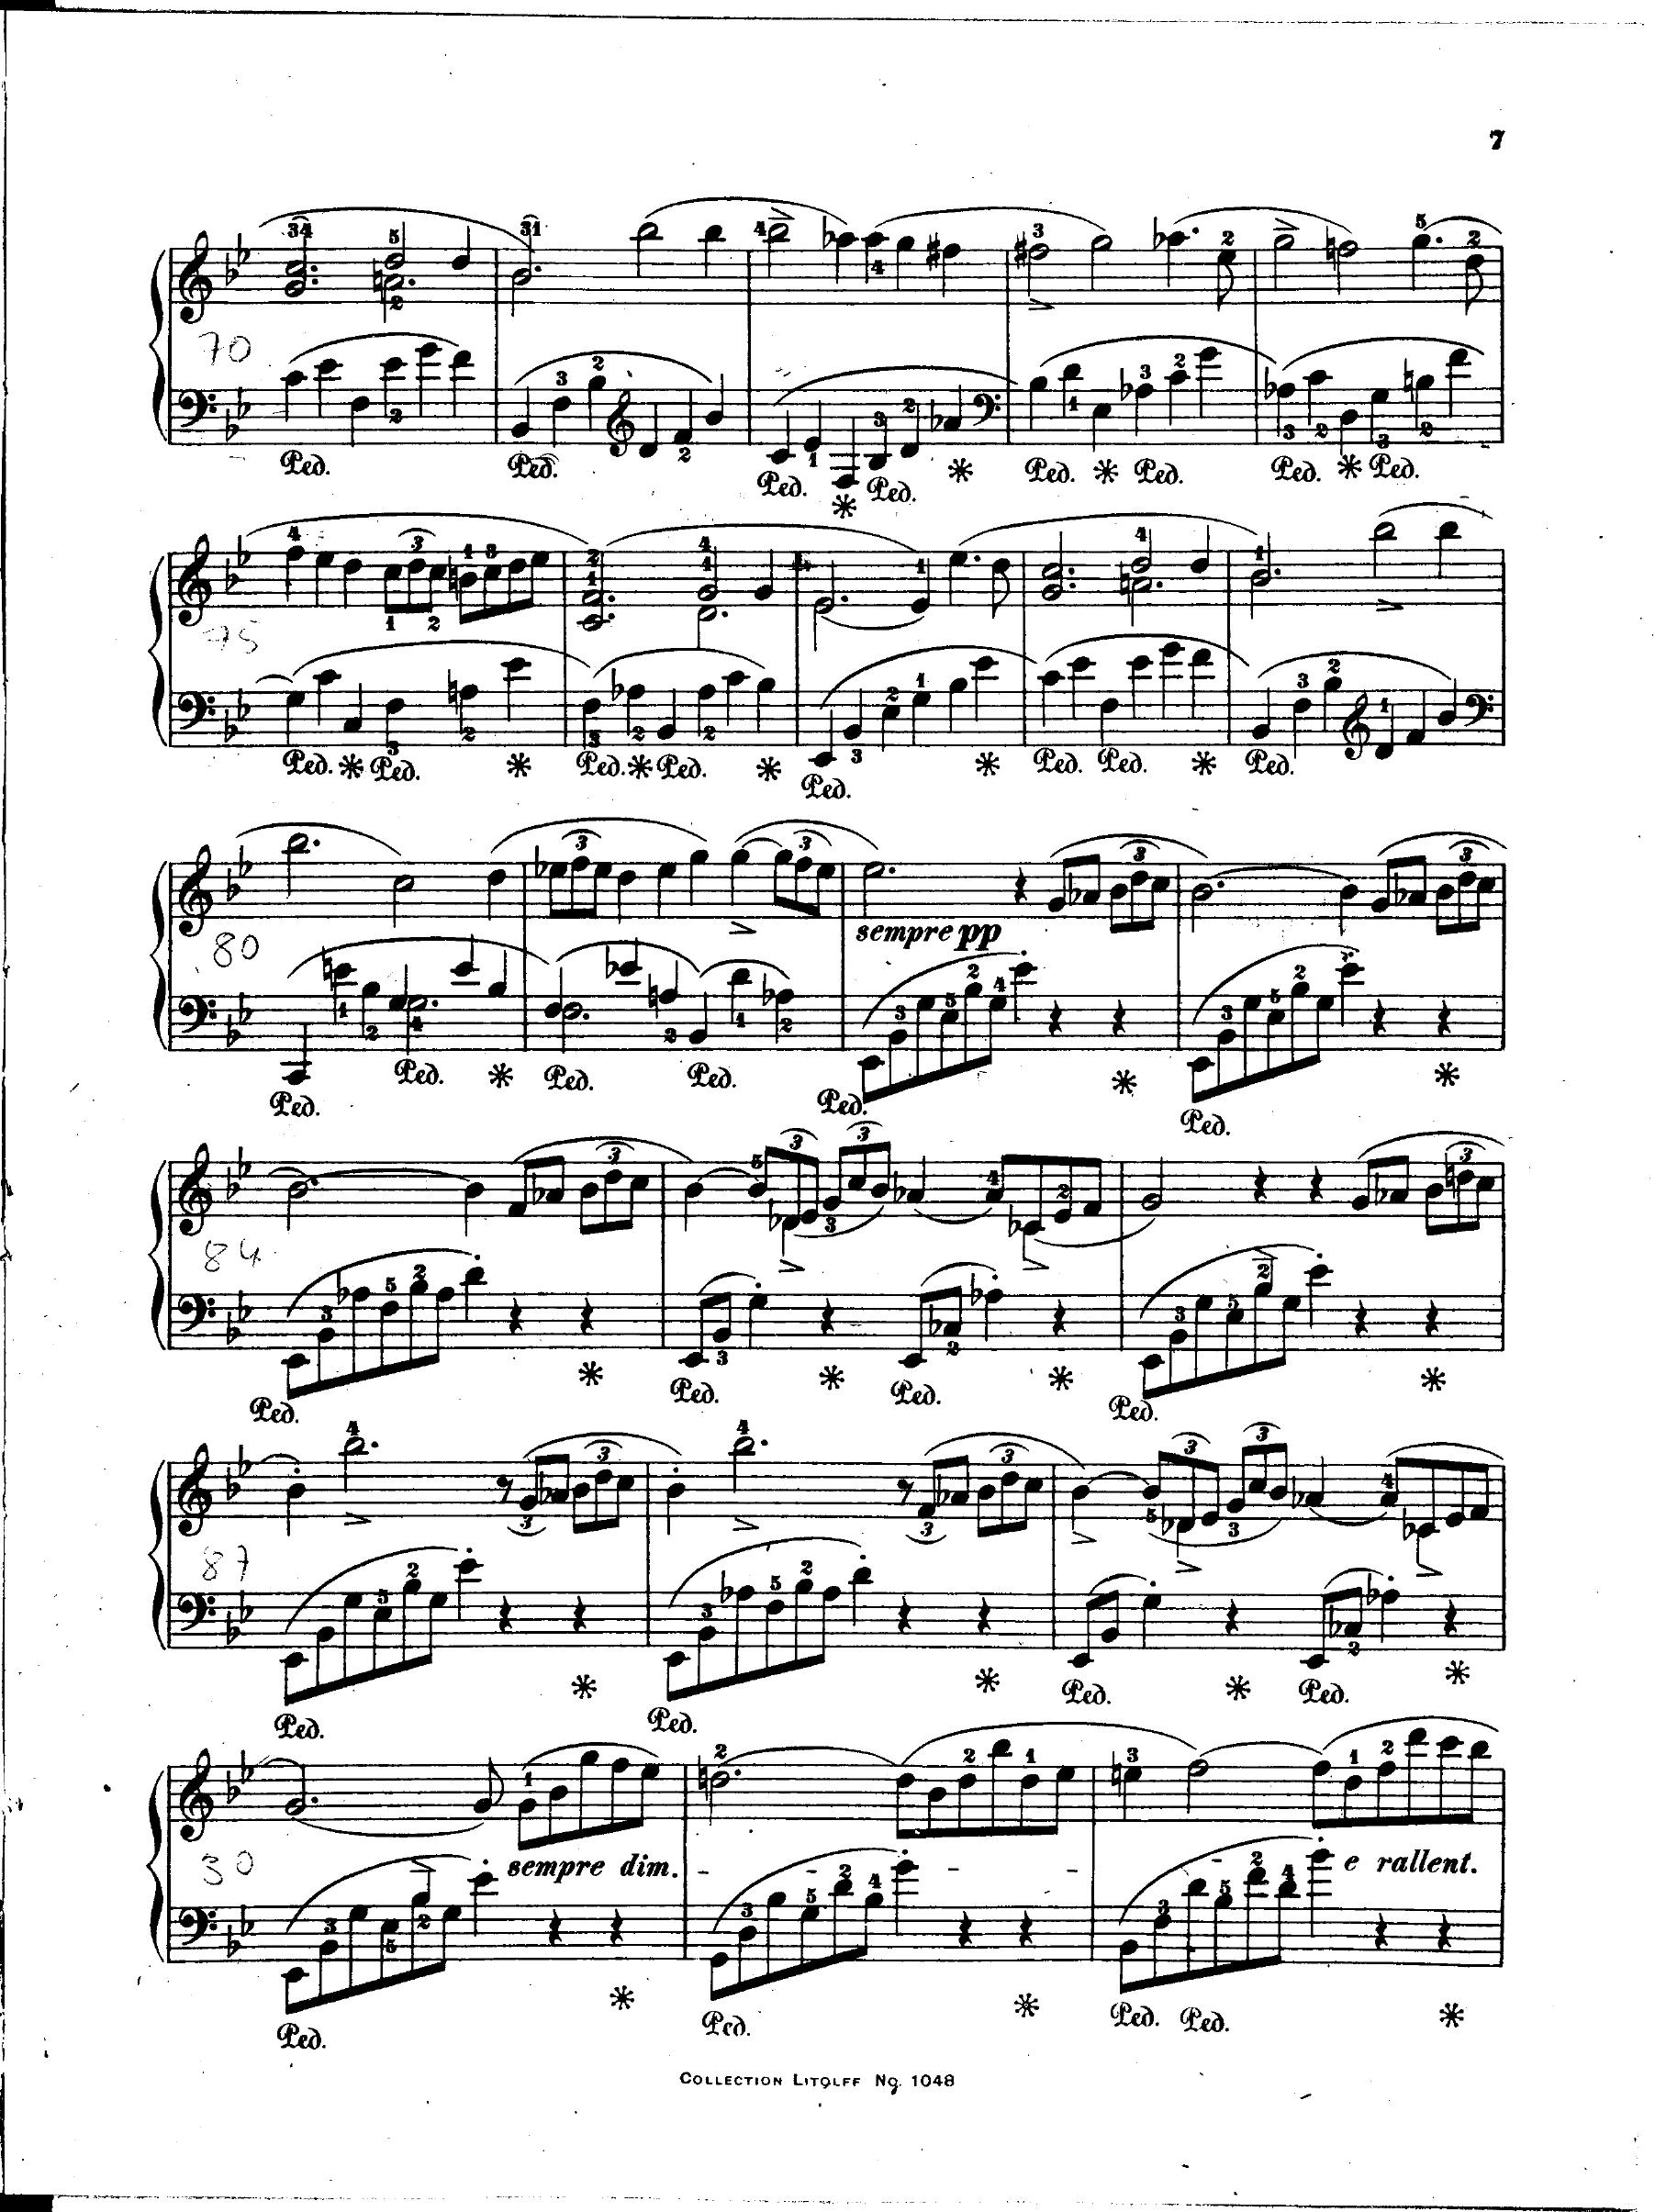 7
70
Ped. Ped. Ped. * Ped. * Ped. * Ped. Ped. * Ped.
75
Ped. * Ped. * Ped. * Ped. * Ped. * Ped. Ped. * Ped.
sempre pp
80
Ped. Ped. * Ped. Ped. Ped. * Ped. *
84
Ped. * Ped. * Ped. * Ped. *
87
Ped. * Ped. * Ped. * Ped. *
30
sempre dim. e rallent.
Ped. * Ped. * Ped. Ped. *
COLLECTION LITOLFF No. 1048